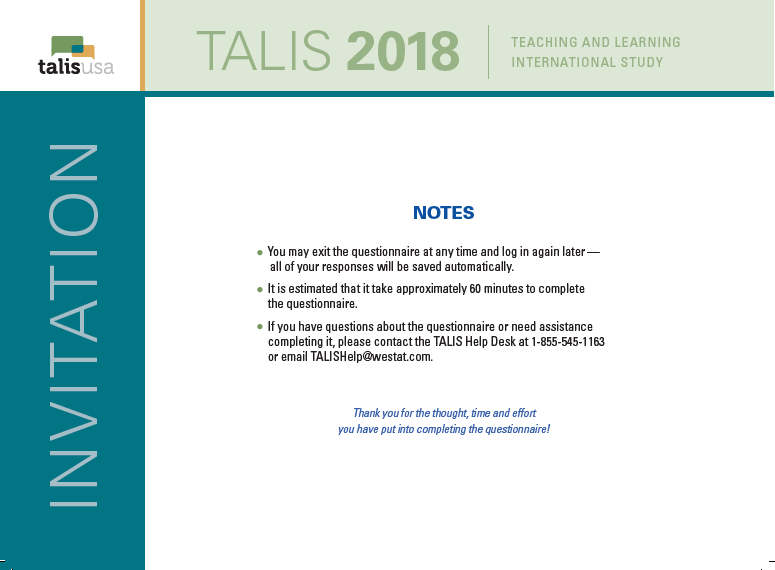 talisusa
TALIS 2018
TEACHING AND LEARNING
INTERNATIONAL STUDY
INVITATION
NOTES
• You may exit the questionnaire at any time and log in again later —
all of your responses will be saved automatically.
• It is estimated that it take approximately 60 minutes to complete
the questionnaire.
• If you have questions about the questionnaire or need assistance
completing it, please contact the TALIS Help Desk at 1-855-545-1163
or email TALISHelp@westat.com.
Thank you for the thought, time and effort
you have put into completing the questionnaire!